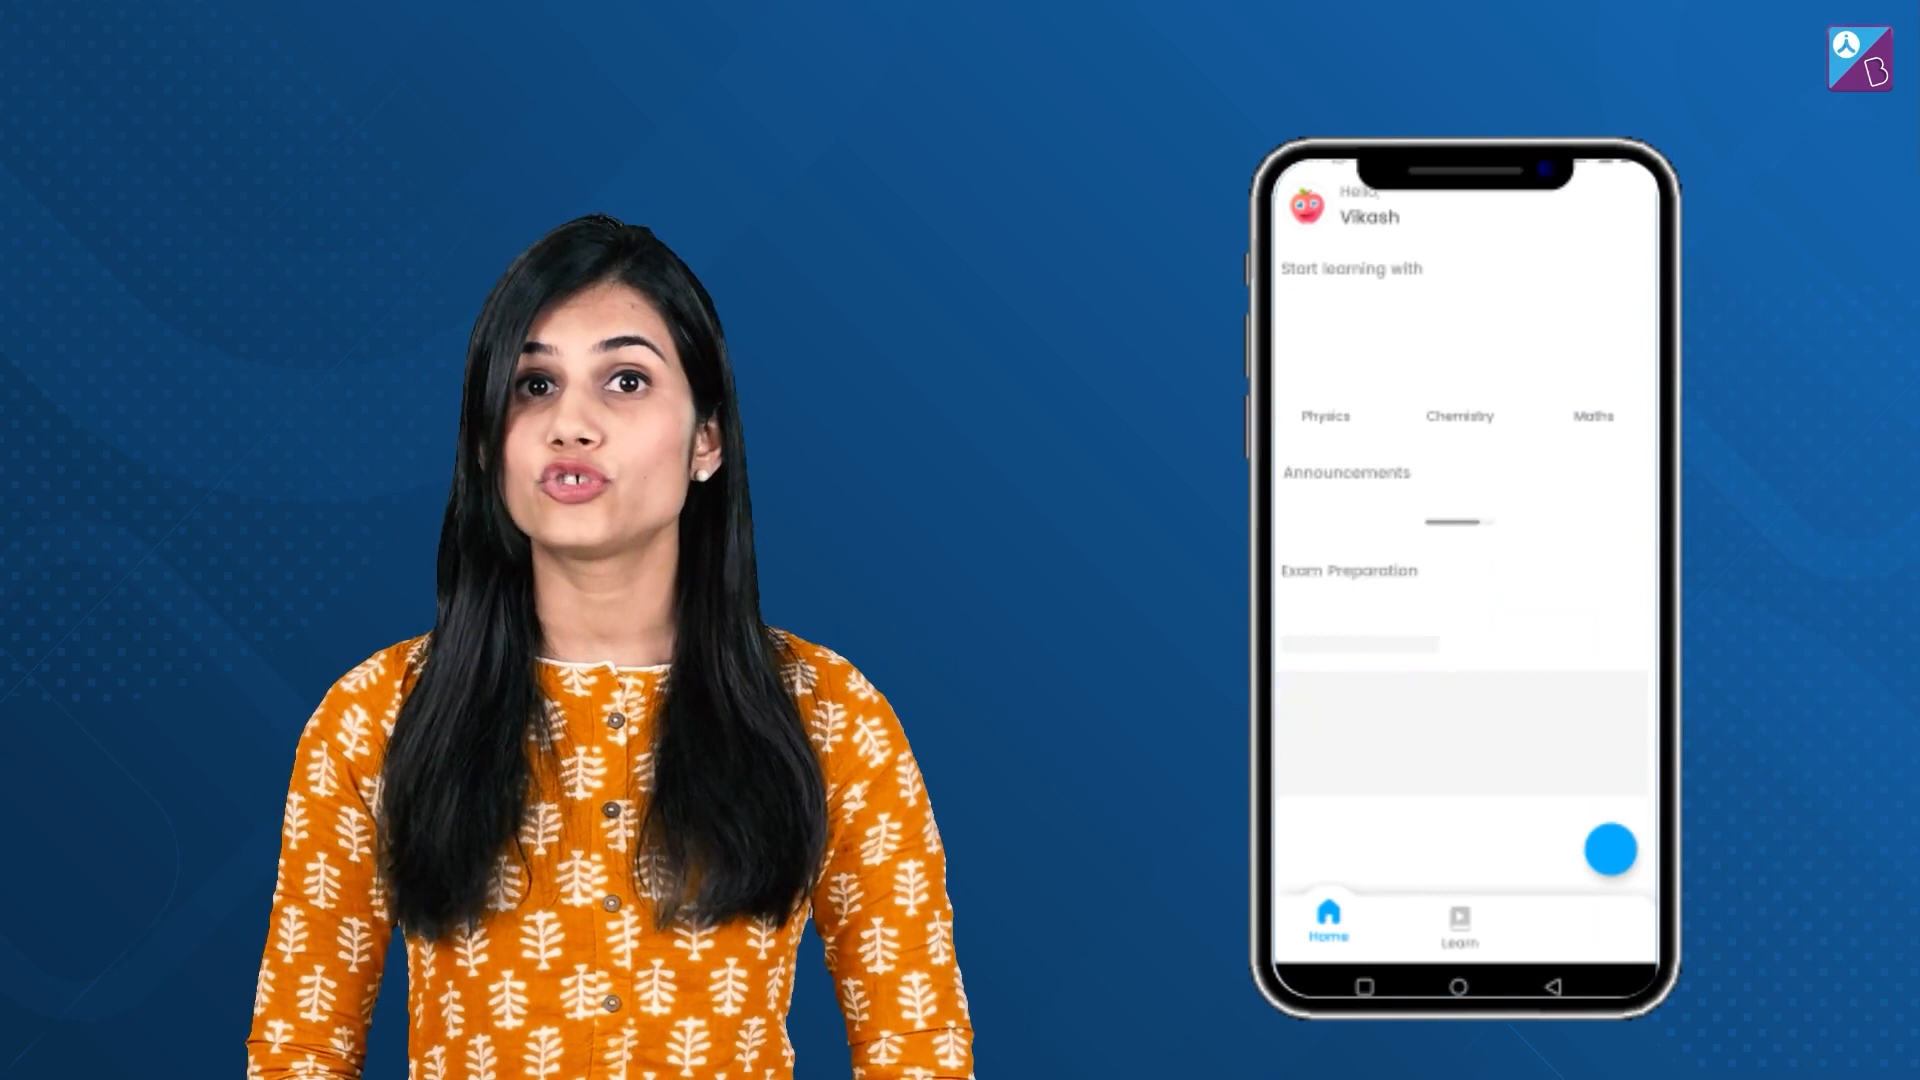 Hello,
Vikash
Start learning with
Physics Chemistry Maths
Announcements
Exam Preparation
Home
Learn
B